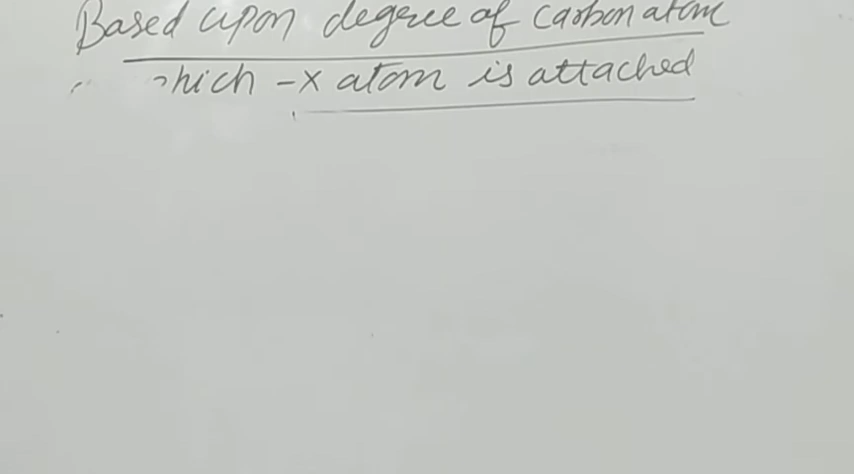 Based upon degree of carbon atom
which -X atom is attached